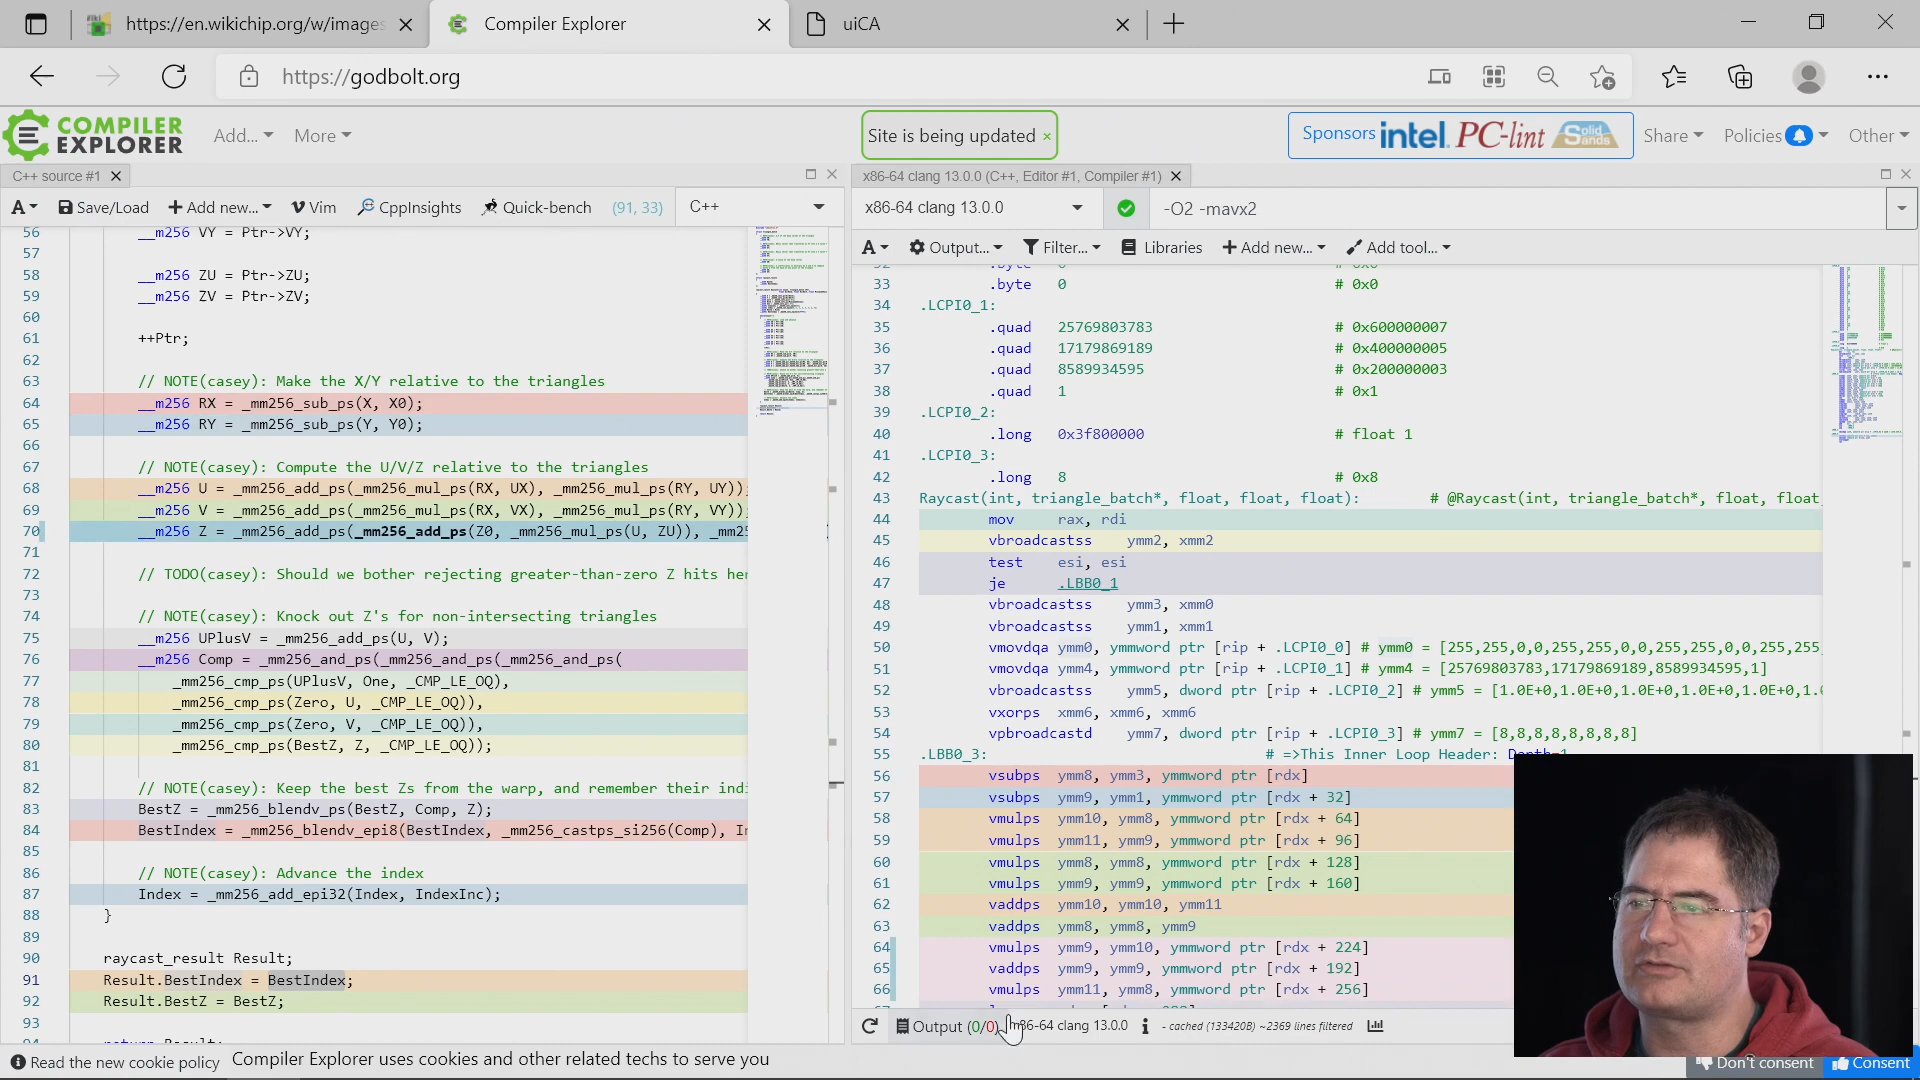 https://en.wikichip.org/w/images
Compiler Explorer
uiCA
https://godbolt.org
COMPILER
EXPLORER
Add...
More
Site is being updated ×
Sponsors intel. PC-lint Solid Sands
Share
Policies
Other
C++ source #1
A
Save/Load
Add new...
Vim
CppInsights
Quick-bench
(91, 33)
C++
56 __m256 VY = Ptr->VY;
57
58 __m256 ZU = Ptr->ZU;
59 __m256 ZV = Ptr->ZV;
60
61 ++Ptr;
62
63 // NOTE(casey): Make the X/Y relative to the triangles
64 __m256 RX = _mm256_sub_ps(X, X0);
65 __m256 RY = _mm256_sub_ps(Y, Y0);
66
67 // NOTE(casey): Compute the U/V/Z relative to the triangles
68 __m256 U = _mm256_add_ps(_mm256_mul_ps(RX, UX), _mm256_mul_ps(RY, UY));
69 __m256 V = _mm256_add_ps(_mm256_mul_ps(RX, VX), _mm256_mul_ps(RY, VY));
70 __m256 Z = _mm256_add_ps(_mm256_add_ps(Z0, _mm256_mul_ps(U, ZU)), _mm2
71
72 // TODO(casey): Should we bother rejecting greater-than-zero Z hits her
73
74 // NOTE(casey): Knock out Z's for non-intersecting triangles
75 __m256 UPlusV = _mm256_add_ps(U, V);
76 __m256 Comp = _mm256_and_ps(_mm256_and_ps(_mm256_and_ps(
77 _mm256_cmp_ps(UPlusV, One, _CMP_LE_OQ),
78 _mm256_cmp_ps(Zero, U, _CMP_LE_OQ)),
79 _mm256_cmp_ps(Zero, V, _CMP_LE_OQ)),
80 _mm256_cmp_ps(BestZ, Z, _CMP_LE_OQ));
81
82 // NOTE(casey): Keep the best Zs from the warp, and remember their indi
83 BestZ = _mm256_blendv_ps(BestZ, Comp, Z);
84 BestIndex = _mm256_blendv_epi8(BestIndex, _mm256_castps_si256(Comp), In
85
86 // NOTE(casey): Advance the index
87 Index = _mm256_add_epi32(Index, IndexInc);
88 }
89
90 raycast_result Result;
91 Result.BestIndex = BestIndex;
92 Result.BestZ = BestZ;
93
94 return Result;
x86-64 clang 13.0.0 (C++, Editor #1, Compiler #1)
x86-64 clang 13.0.0
-O2 -mavx2
A
Output...
Filter...
Libraries
Add new...
Add tool...
32 .byte 0 # 0x0
33 .byte 0 # 0x0
34 .LCPI0_1:
35 .quad 25769803783 # 0x600000007
36 .quad 17179869189 # 0x400000005
37 .quad 8589934595 # 0x200000003
38 .quad 1 # 0x1
39 .LCPI0_2:
40 .long 0x3f800000 # float 1
41 .LCPI0_3:
42 .long 8 # 0x8
43 Raycast(int, triangle_batch*, float, float, float): # @Raycast(int, triangle_batch*, float, float,
44 mov rax, rdi
45 vbroadcastss ymm2, xmm2
46 test esi, esi
47 je .LBB0_1
48 vbroadcastss ymm3, xmm0
49 vbroadcastss ymm1, xmm1
50 vmovdqa ymm0, ymmword ptr [rip + .LCPI0_0] # ymm0 = [255,255,0,0,255,255,0,0,255,255,0,0,255,255,
51 vmovdqa ymm4, ymmword ptr [rip + .LCPI0_1] # ymm4 = [25769803783,17179869189,8589934595,1]
52 vbroadcastss ymm5, dword ptr [rip + .LCPI0_2] # ymm5 = [1.0E+0,1.0E+0,1.0E+0,1.0E+0,1.0E+0,1.0
53 vxorps xmm6, xmm6, xmm6
54 vpbroadcastd ymm7, dword ptr [rip + .LCPI0_3] # ymm7 = [8,8,8,8,8,8,8,8]
55 .LBB0_3: # =>This Inner Loop Header: Depth=1
56 vsubps ymm8, ymm3, ymmword ptr [rdx]
57 vsubps ymm9, ymm1, ymmword ptr [rdx + 32]
58 vmulps ymm10, ymm8, ymmword ptr [rdx + 64]
59 vmulps ymm11, ymm9, ymmword ptr [rdx + 96]
60 vmulps ymm8, ymm8, ymmword ptr [rdx + 128]
61 vmulps ymm9, ymm9, ymmword ptr [rdx + 160]
62 vaddps ymm10, ymm10, ymm11
63 vaddps ymm8, ymm8, ymm9
64 vmulps ymm9, ymm10, ymmword ptr [rdx + 224]
65 vaddps ymm9, ymm9, ymmword ptr [rdx + 192]
66 vmulps ymm11, ymm8, ymmword ptr [rdx + 256]
Output (0/0) x86-64 clang 13.0.0 - cached (133420B) ~2369 lines filtered
Read the new cookie policy
Compiler Explorer uses cookies and other related techs to serve you
Don't consent
Consent